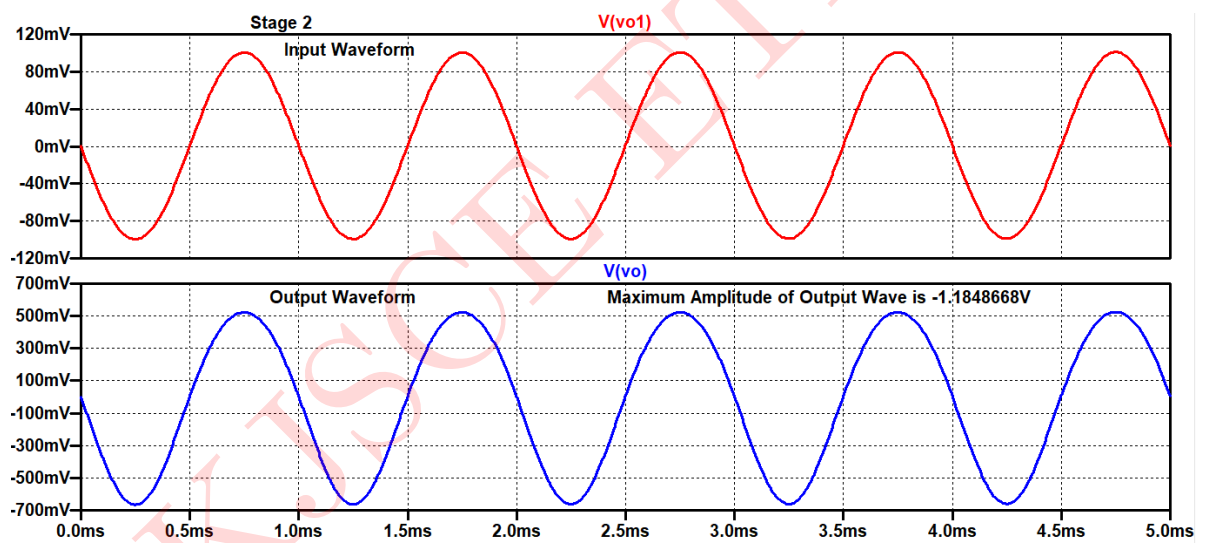 Stage 2 V(vo1)
120mV
Input Waveform
80mV
40mV
0mV
-40mV
-80mV
-120mV
V(vo)
700mV
Output Waveform Maximum Amplitude of Output Wave is -1.1848668V
500mV
300mV
100mV
-100mV
-300mV
-500mV
-700mV
0.0ms 0.5ms 1.0ms 1.5ms 2.0ms 2.5ms 3.0ms 3.5ms 4.0ms 4.5ms 5.0ms
KJSCE ET